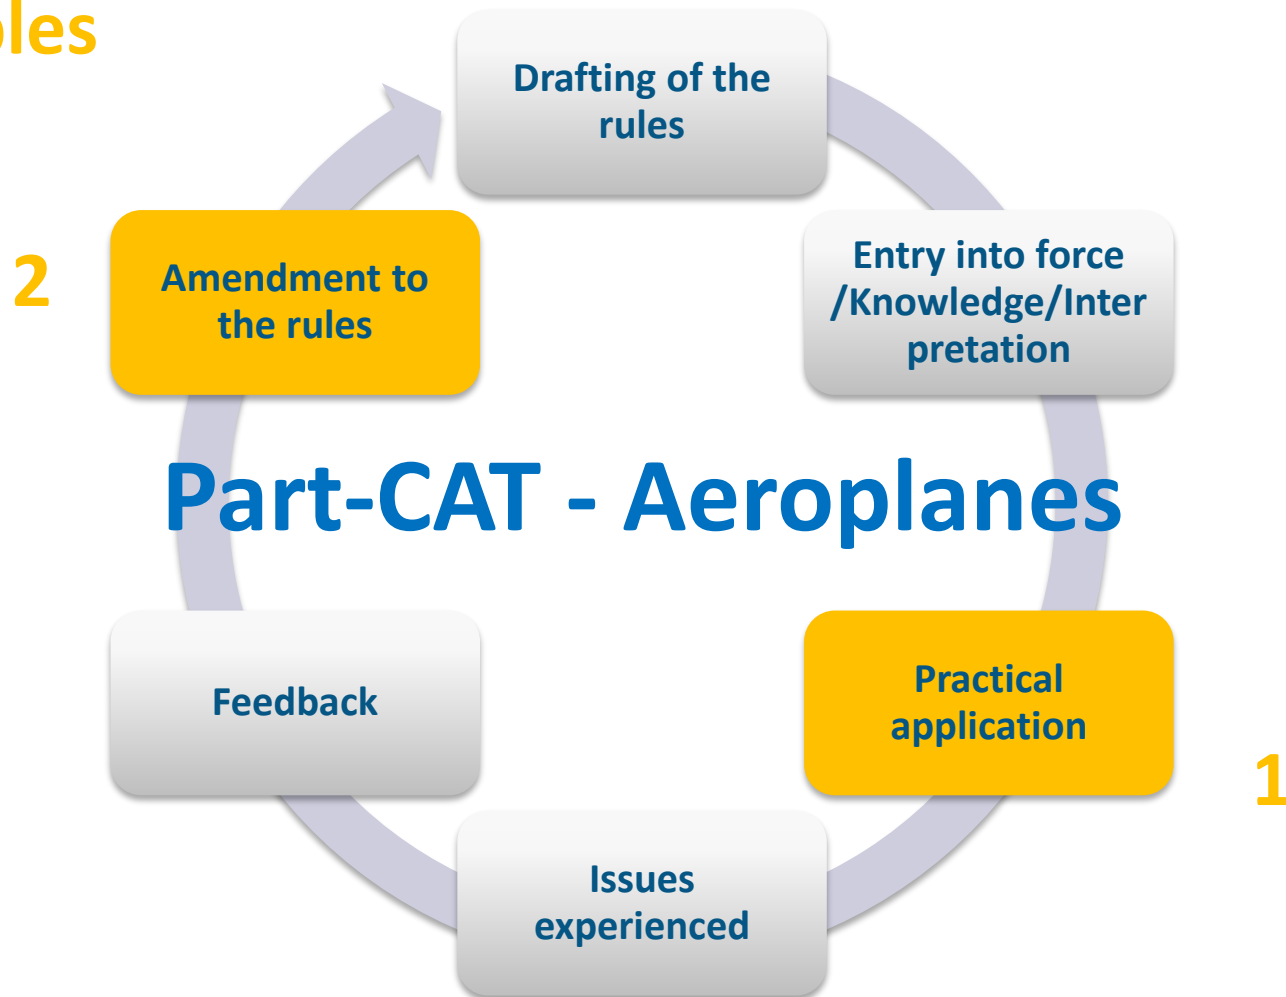 Drafting of the
rules
Entry into force
/Knowledge/Inter
pretation
2
Amendment to
the rules
Part-CAT - Aeroplanes
Feedback
Practical
application
1
Issues
experienced